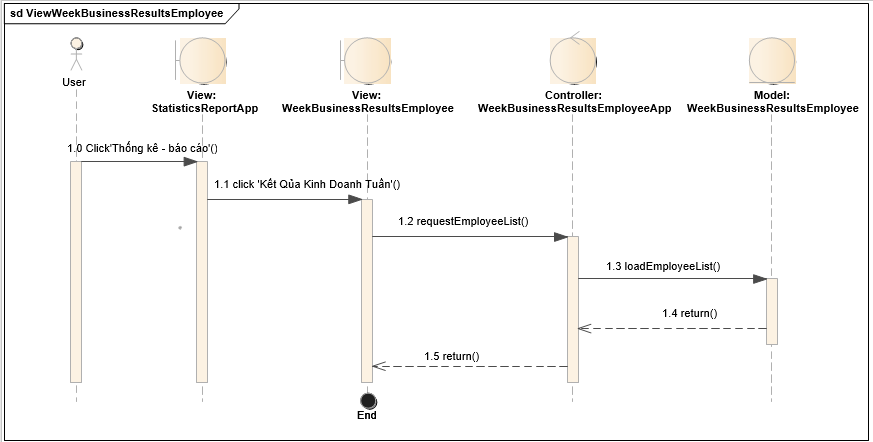 sd ViewWeekBusinessResultsEmployee
User
View:
StatisticsReportApp
View:
WeekBusinessResultsEmployee
Controller:
WeekBusinessResultsEmployeeApp
Model:
WeekBusinessResultsEmployee
1.0 Click'Thống kê - báo cáo'()
1.1 click 'Kết Qủa Kinh Doanh Tuần'()
1.2 requestEmployeeList()
1.3 loadEmployeeList()
1.4 return()
1.5 return()
End